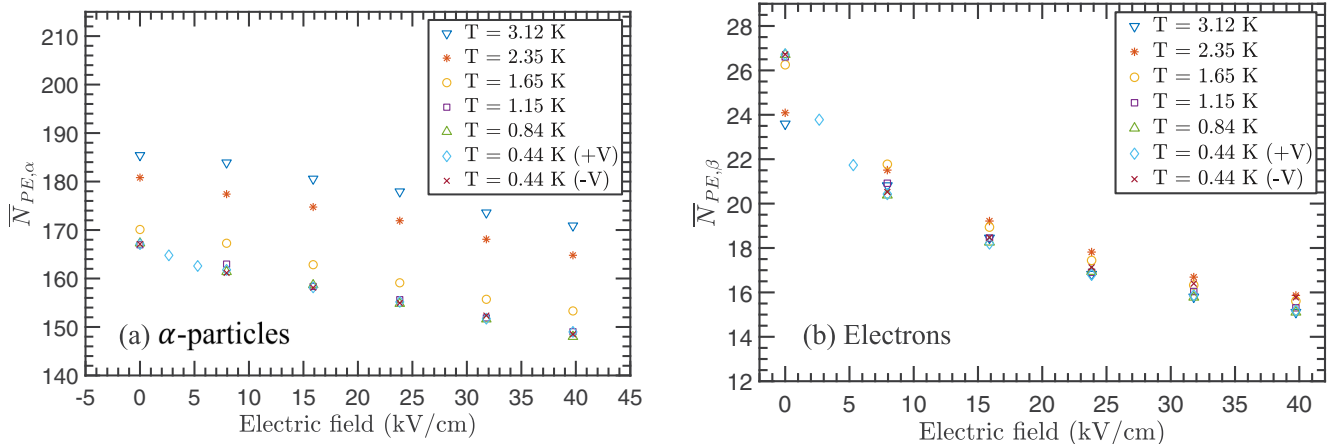 210
200
190
180
170
160
150
140
N̅_PE,α
T = 3.12 K
T = 2.35 K
T = 1.65 K
T = 1.15 K
T = 0.84 K
T = 0.44 K (+V)
T = 0.44 K (-V)
(a) α-particles
-5 0 5 10 15 20 25 30 35 40 45
Electric field (kV/cm)
28
26
24
22
20
18
16
14
12
N̅_PE,β
T = 3.12 K
T = 2.35 K
T = 1.65 K
T = 1.15 K
T = 0.84 K
T = 0.44 K (+V)
T = 0.44 K (-V)
(b) Electrons
0 5 10 15 20 25 30 35 40
Electric field (kV/cm)